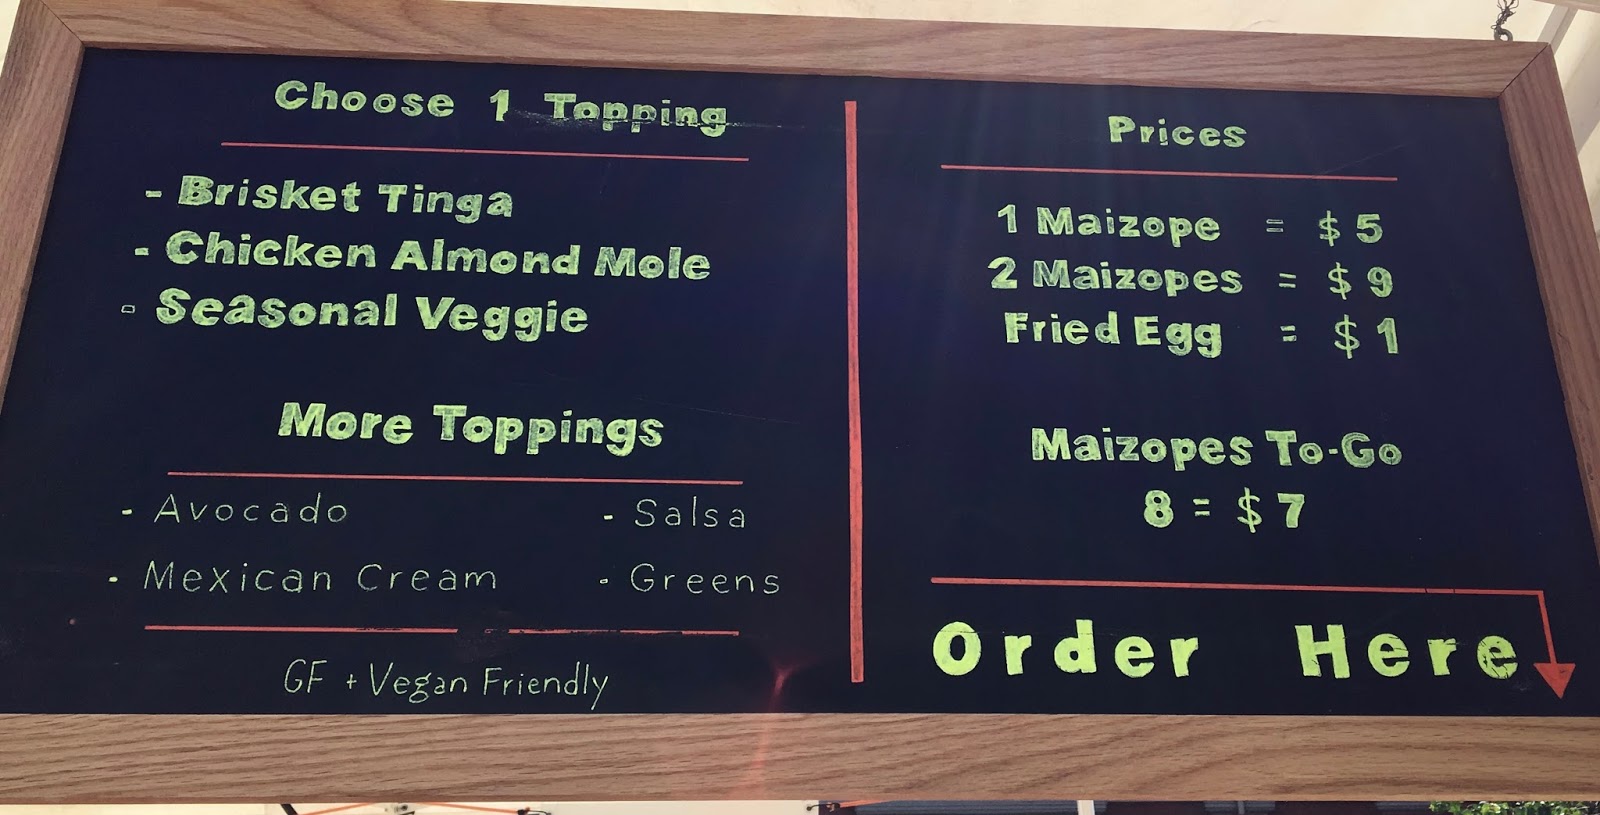 Choose 1 Topping
- Brisket Tinga
- Chicken Almond Mole
- Seasonal Veggie
More Toppings
- Avocado
- Salsa
- Mexican Cream
- Greens
GF + Vegan Friendly
Prices
1 Maizope = $5
2 Maizopes = $9
Fried Egg = $1
Maizopes To-Go
8 = $7
Order Here